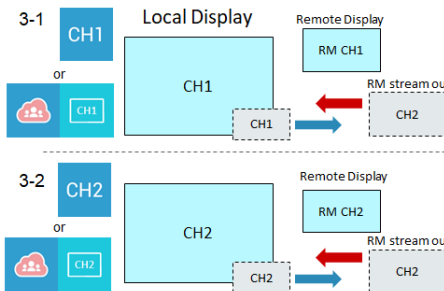 3-1
CH1
Local Display
Remote Display
RM CH1
or
CH1
CH1
RM stream ou
CH1
CH2
3-2
CH2
Remote Display
RM CH2
or
CH2
CH2
RM stream ou
CH2
CH2